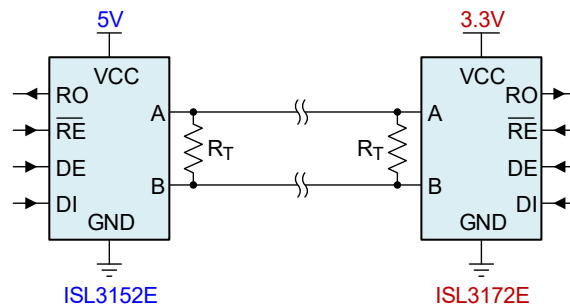 5V
VCC
RO
RE
DE
DI
A
B
GND
ISL3152E
R_T
R_T
3.3V
VCC
A
B
RO
RE
DE
DI
GND
ISL3172E